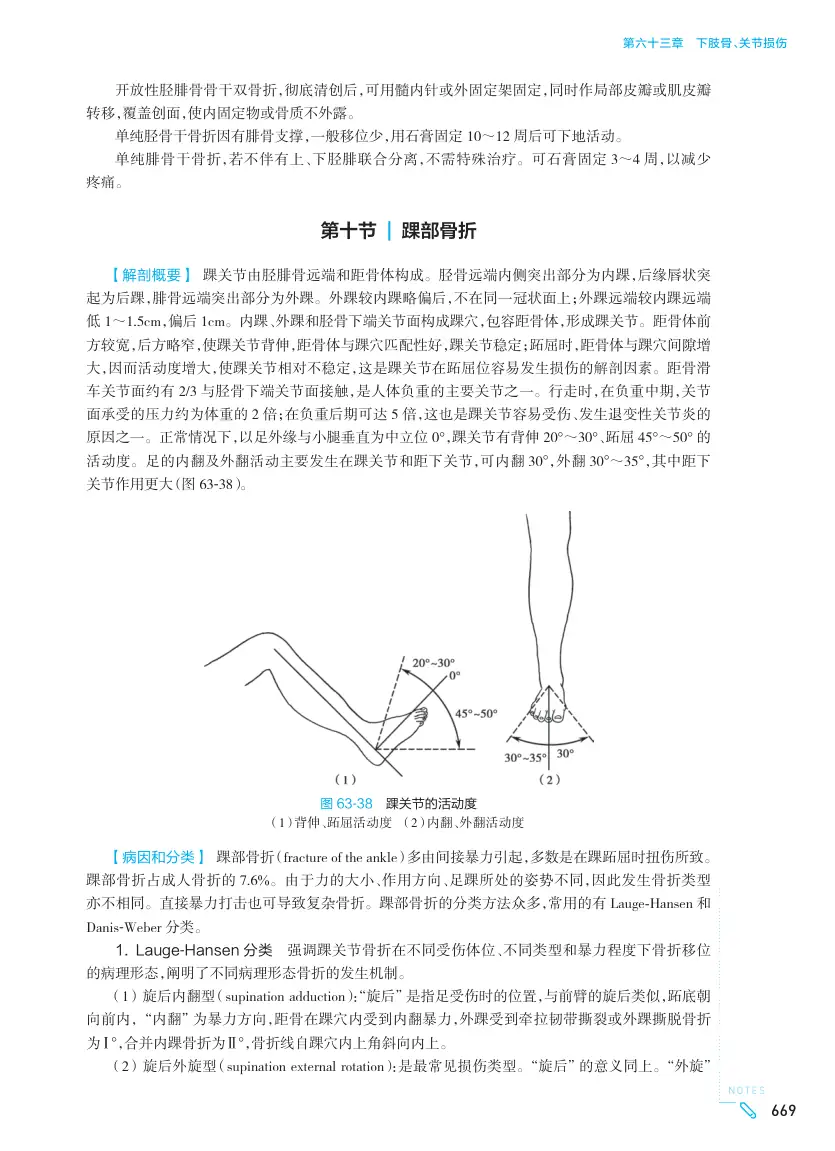 第六十三章 下肢骨、关节损伤
开放性胫腓骨骨干双骨折,彻底清创后,可用髓内针或外固定架固定,同时作局部皮瓣或肌皮瓣
转移,覆盖创面,使内固定物或骨质不外露。
单纯胫骨干骨折因有腓骨支撑,一般移位少,用石膏固定 10～12 周后可下地活动。
单纯腓骨干骨折,若不伴有上、下胫腓联合分离,不需特殊治疗。可石膏固定 3～4 周,以减少
疼痛。
第十节 | 踝部骨折
【解剖概要】 踝关节由胫腓骨远端和距骨体构成。胫骨远端内侧突出部分为内踝,后缘唇状突
起为后踝,腓骨远端突出部分为外踝。外踝较内踝略偏后,不在同一冠状面上;外踝远端较内踝远端
低 1～1.5cm,偏后 1cm。内踝、外踝和胫骨下端关节面构成踝穴,包容距骨体,形成踝关节。距骨体前
方较宽,后方略窄,使踝关节背伸,距骨体与踝穴匹配性好,踝关节稳定;跖屈时,距骨体与踝穴间隙增
大,因而活动度增大,使踝关节相对不稳定,这是踝关节在跖屈位容易发生损伤的解剖因素。距骨滑
车关节面约有 2/3 与胫骨下端关节面接触,是人体负重的主要关节之一。行走时,在负重中期,关节
面承受的压力约为体重的 2 倍;在负重后期可达 5 倍,这也是踝关节容易受伤、发生退变性关节炎的
原因之一。正常情况下,以足外缘与小腿垂直为中立位 0°,踝关节有背伸 20°～30°、跖屈 45°～50° 的
活动度。足的内翻及外翻活动主要发生在踝关节和距下关节,可内翻 30°,外翻 30°～35°,其中距下
关节作用更大(图 63-38)。
20°~30°
0°
45°~50°
30°~35° 30°
(1) (2)
图 63-38 踝关节的活动度
(1)背伸、跖屈活动度 (2)内翻、外翻活动度
【病因和分类】 踝部骨折(fracture of the ankle)多由间接暴力引起,多数是在踝跖屈时扭伤所致。
踝部骨折占成人骨折的 7.6%。由于力的大小、作用方向、足踝所处的姿势不同,因此发生骨折类型
亦不相同。直接暴力打击也可导致复杂骨折。踝部骨折的分类方法众多,常用的有 Lauge-Hansen 和
Danis-Weber 分类。
1. Lauge-Hansen 分类 强调踝关节骨折在不同受伤体位、不同类型和暴力程度下骨折移位
的病理形态,阐明了不同病理形态骨折的发生机制。
(1)旋后内翻型(supination adduction):“旋后”是指足受伤时的位置,与前臂的旋后类似,跖底朝
向前内, “内翻”为暴力方向,距骨在踝穴内受到内翻暴力,外踝受到牵拉韧带撕裂或外踝撕脱骨折
为Ⅰ°,合并内踝骨折为Ⅱ°,骨折线自踝穴内上角斜向内上。
(2)旋后外旋型(supination external rotation):是最常见损伤类型。“旋后”的意义同上。“外旋”
NOTES
669